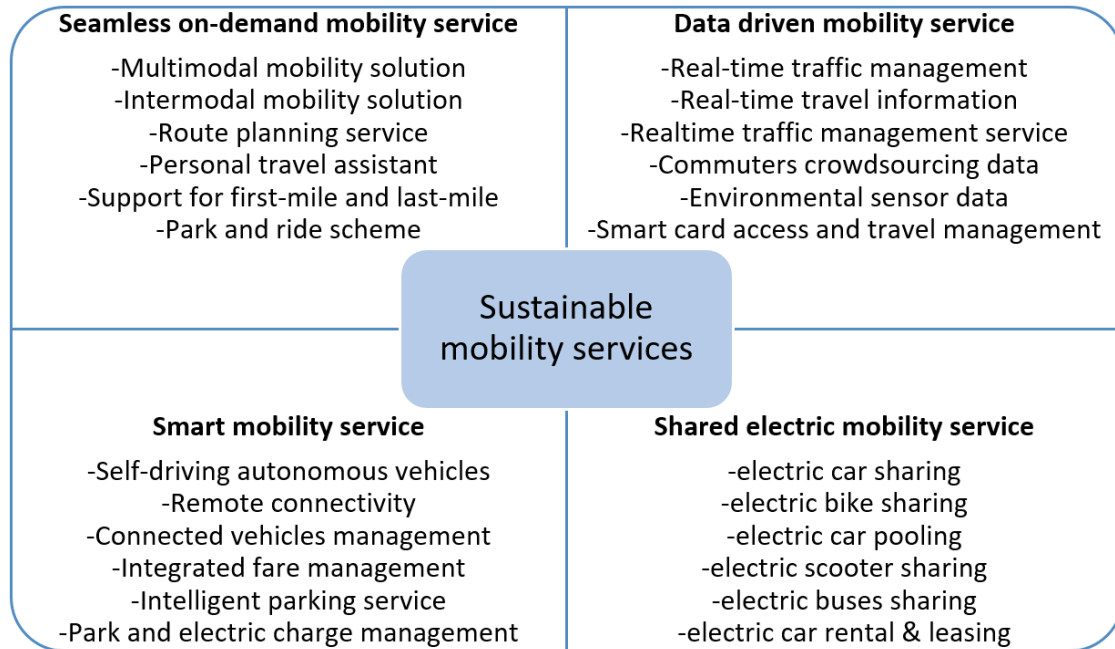 Seamless on-demand mobility service
-Multimodal mobility solution
-Intermodal mobility solution
-Route planning service
-Personal travel assistant
-Support for first-mile and last-mile
-Park and ride scheme
Data driven mobility service
-Real-time traffic management
-Real-time travel information
-Realtime traffic management service
-Commuters crowdsourcing data
-Environmental sensor data
-Smart card access and travel management
Sustainable
mobility services
Smart mobility service
-Self-driving autonomous vehicles
-Remote connectivity
-Connected vehicles management
-Integrated fare management
-Intelligent parking service
-Park and electric charge management
Shared electric mobility service
-electric car sharing
-electric bike sharing
-electric car pooling
-electric scooter sharing
-electric buses sharing
-electric car rental & leasing